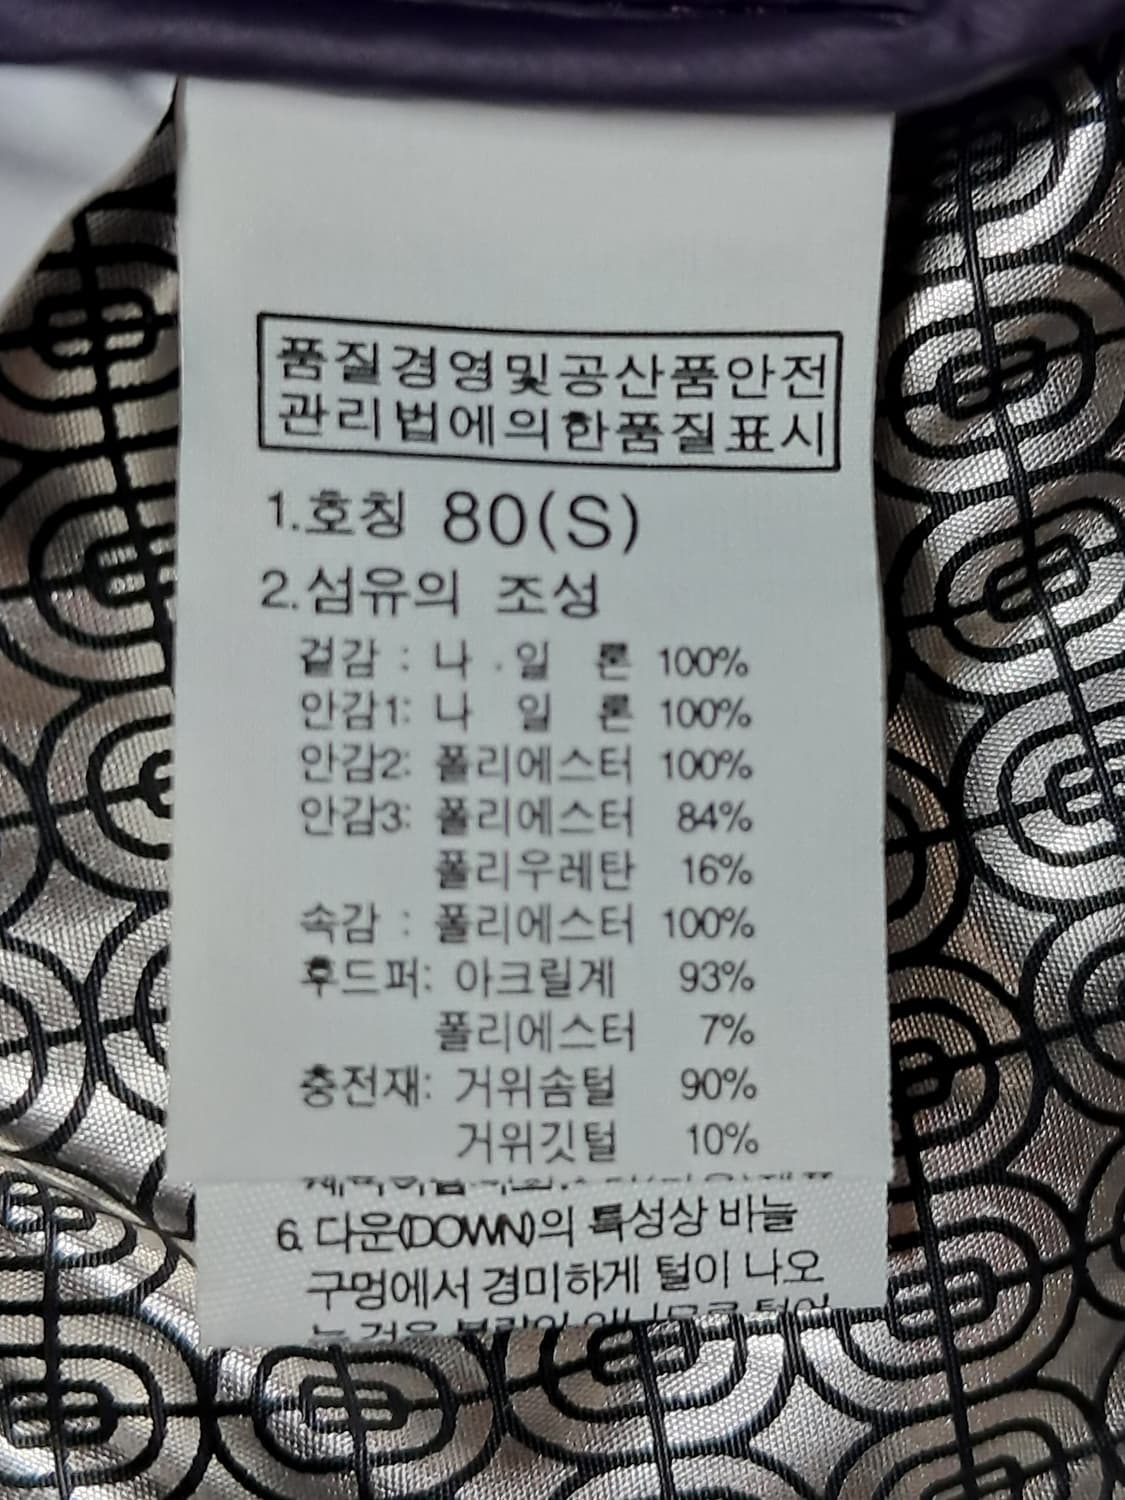 품질경영및공산품안전
관리법에의한품질표시
1.호칭 80(S)
2.섬유의 조성
겉감 : 나 일 론 100%
안감1: 나 일 론 100%
안감2: 폴리에스터 100%
안감3: 폴리에스터 84%
폴리우레탄 16%
속감 : 폴리에스터 100%
후드퍼: 아크릴계 93%
폴리에스터 7%
충전재: 거위솜털 90%
거위깃털 10%
6. 다운(DOWN)의 특성상 바늘
구멍에서 경미하게 털이 나오